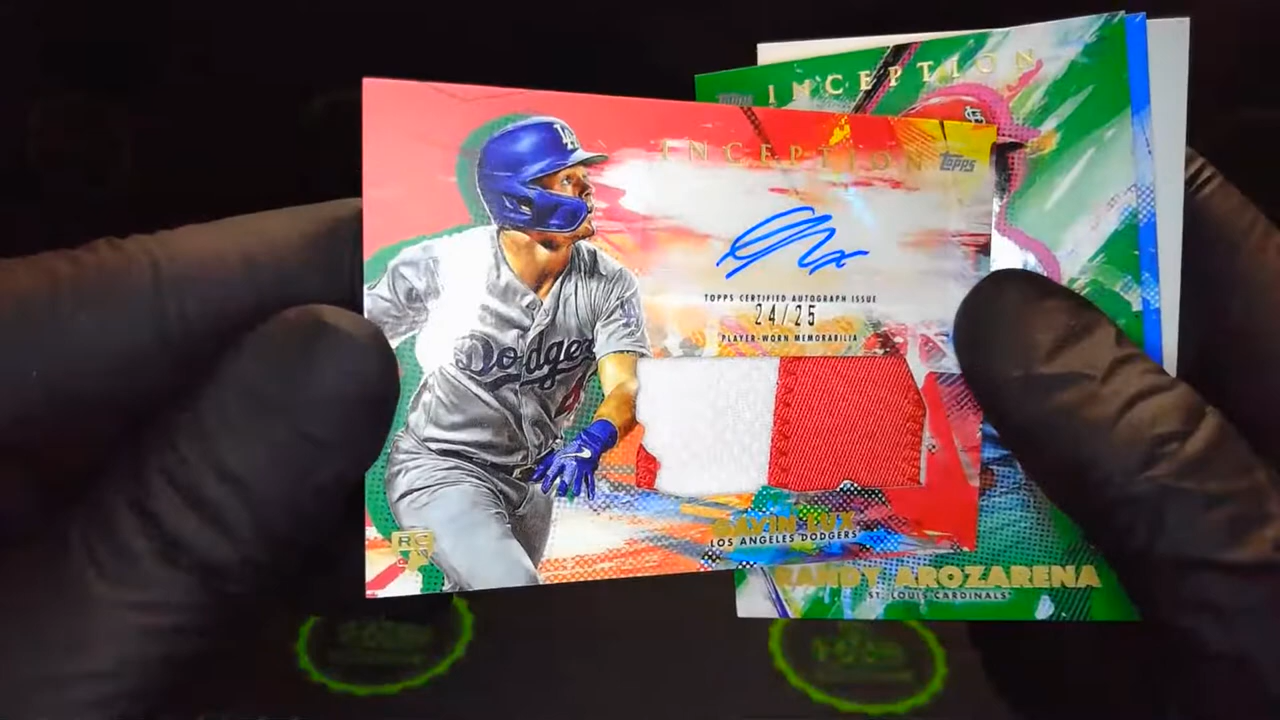 INCEPTION
INCEPTION
TOPPS
LA
Dodgers
TOPPS CERTIFIED AUTOGRAPH ISSUE
24/25
PLAYER-WORN MEMORABILIA
GAVIN LUX
LOS ANGELES DODGERS
RC
RANDY AROZARENA
ST. LOUIS CARDINALS